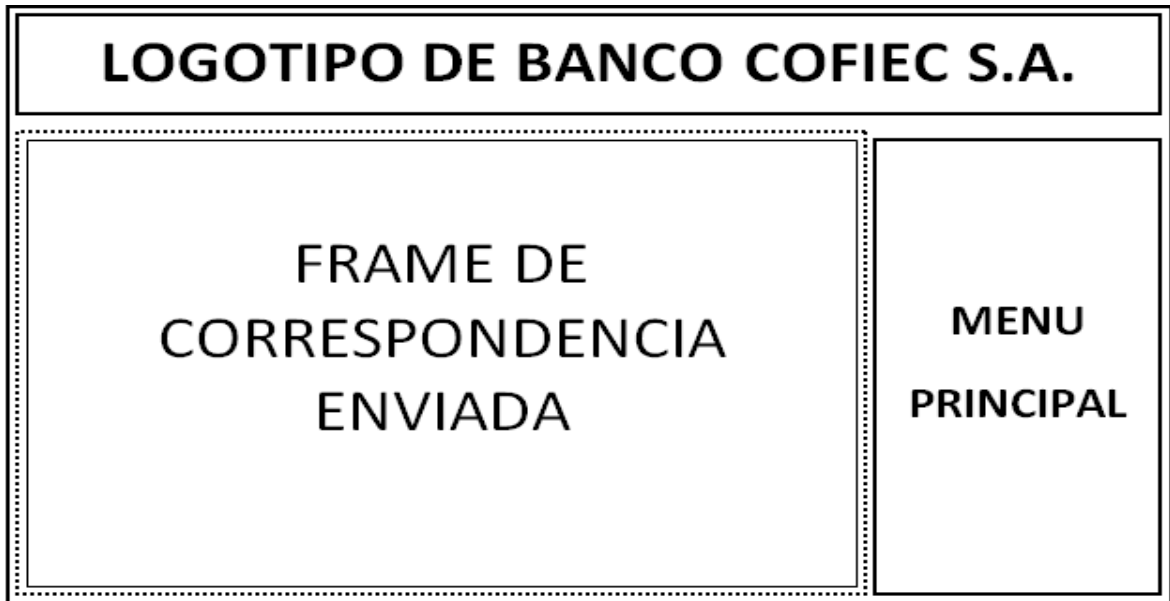 LOGOTIPO DE BANCO COFIEC S.A.
FRAME DE
CORRESPONDENCIA
ENVIADA
MENU
PRINCIPAL